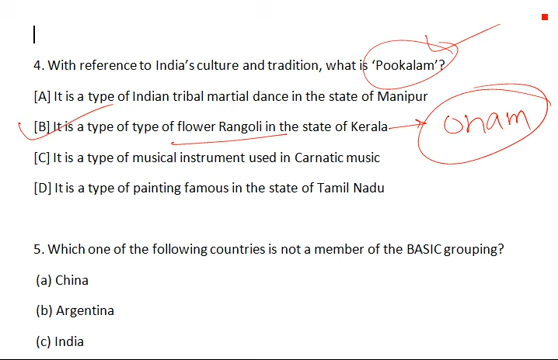 4. With reference to India's culture and tradition, what is 'Pookalam'?
[A] It is a type of Indian tribal martial dance in the state of Manipur
[B] It is a type of type of flower Rangoli in the state of Kerala
onam
[C] It is a type of musical instrument used in Carnatic music
[D] It is a type of painting famous in the state of Tamil Nadu
5. Which one of the following countries is not a member of the BASIC grouping?
(a) China
(b) Argentina
(c) India